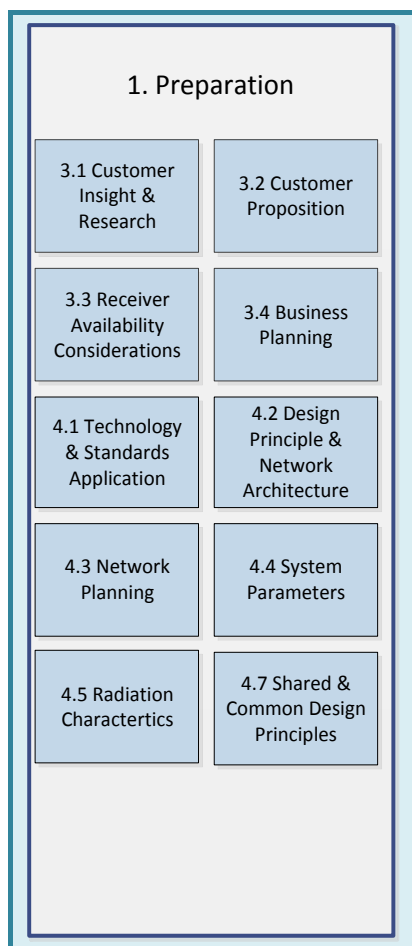 1. Preparation
3.1 Customer
Insight &
Research
3.2 Customer
Proposition
3.3 Receiver
Availability
Considerations
3.4 Business
Planning
4.1 Technology
& Standards
Application
4.2 Design
Principle &
Network
Architecture
4.3 Network
Planning
4.4 System
Parameters
4.5 Radiation
Charactertics
4.7 Shared &
Common Design
Principles